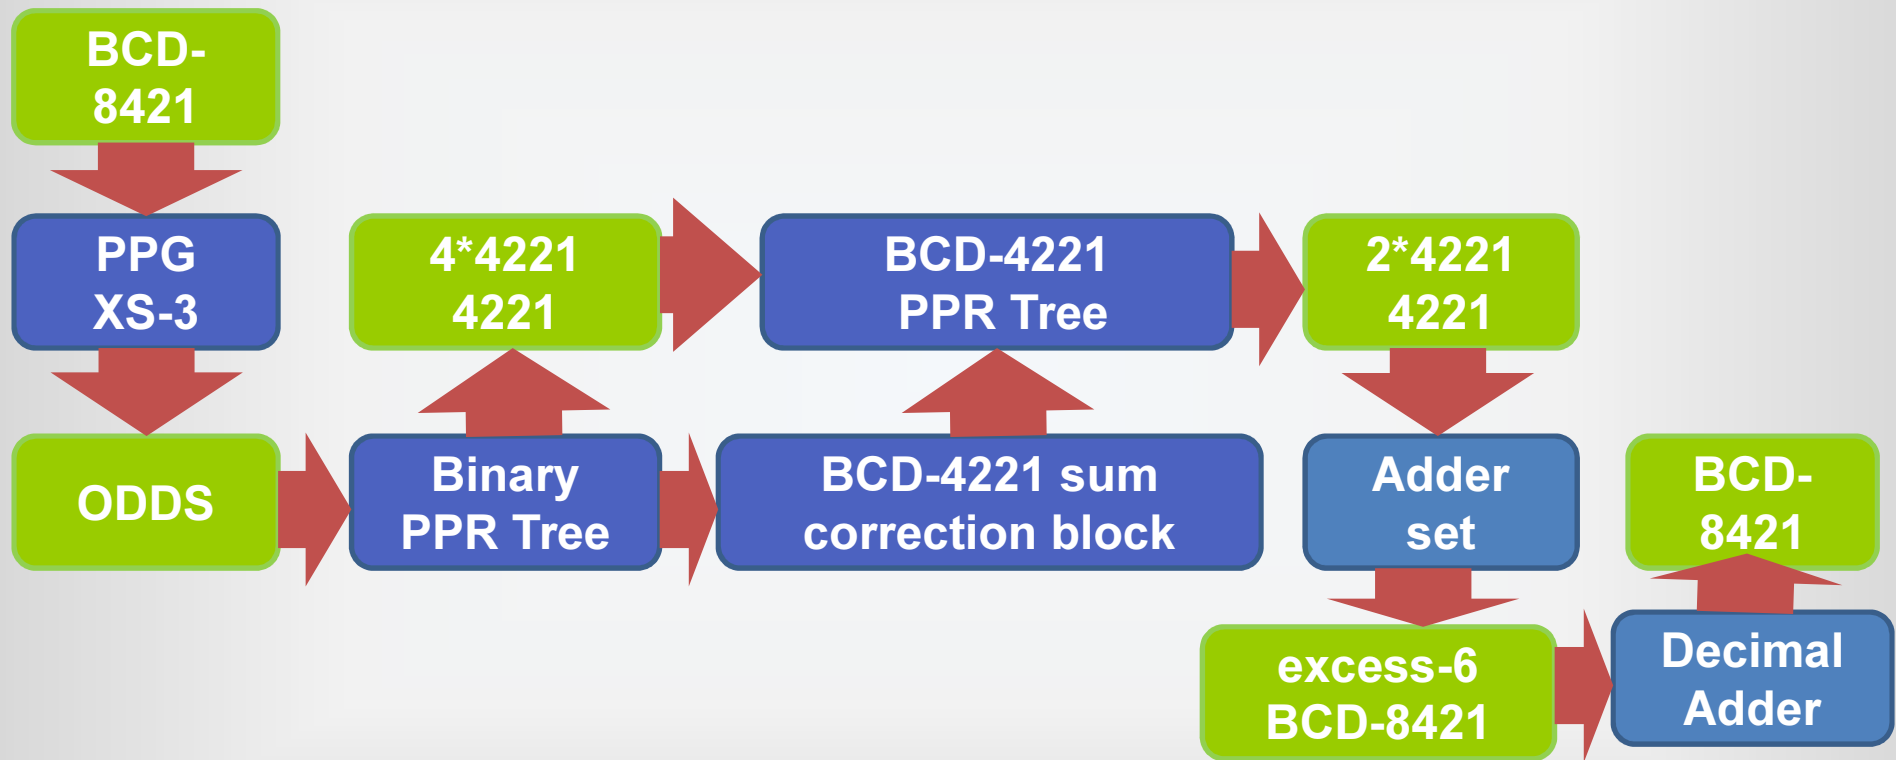 BCD-
8421
PPG
XS-3
ODDS
4*4221
4221
Binary
PPR Tree
BCD-4221
PPR Tree
BCD-4221 sum
correction block
2*4221
4221
Adder
set
excess-6
BCD-8421
BCD-
8421
Decimal
Adder